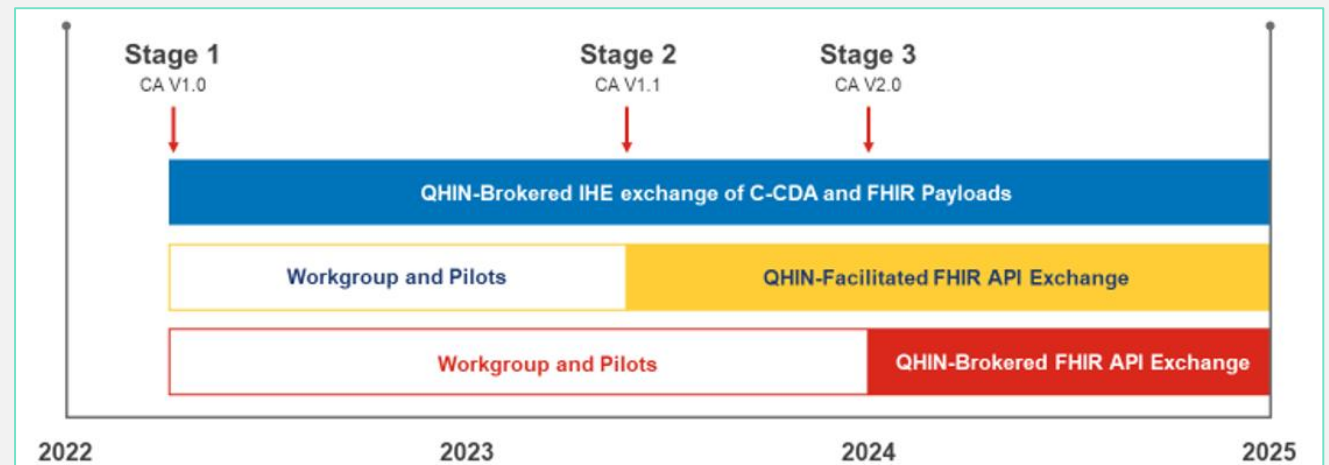 Stage 1
CA V1.0
Stage 2
CA V1.1
Stage 3
CA V2.0
QHIN-Brokered IHE exchange of C-CDA and FHIR Payloads
Workgroup and Pilots
QHIN-Facilitated FHIR API Exchange
Workgroup and Pilots
QHIN-Brokered FHIR API Exchange
2022
2023
2024
2025